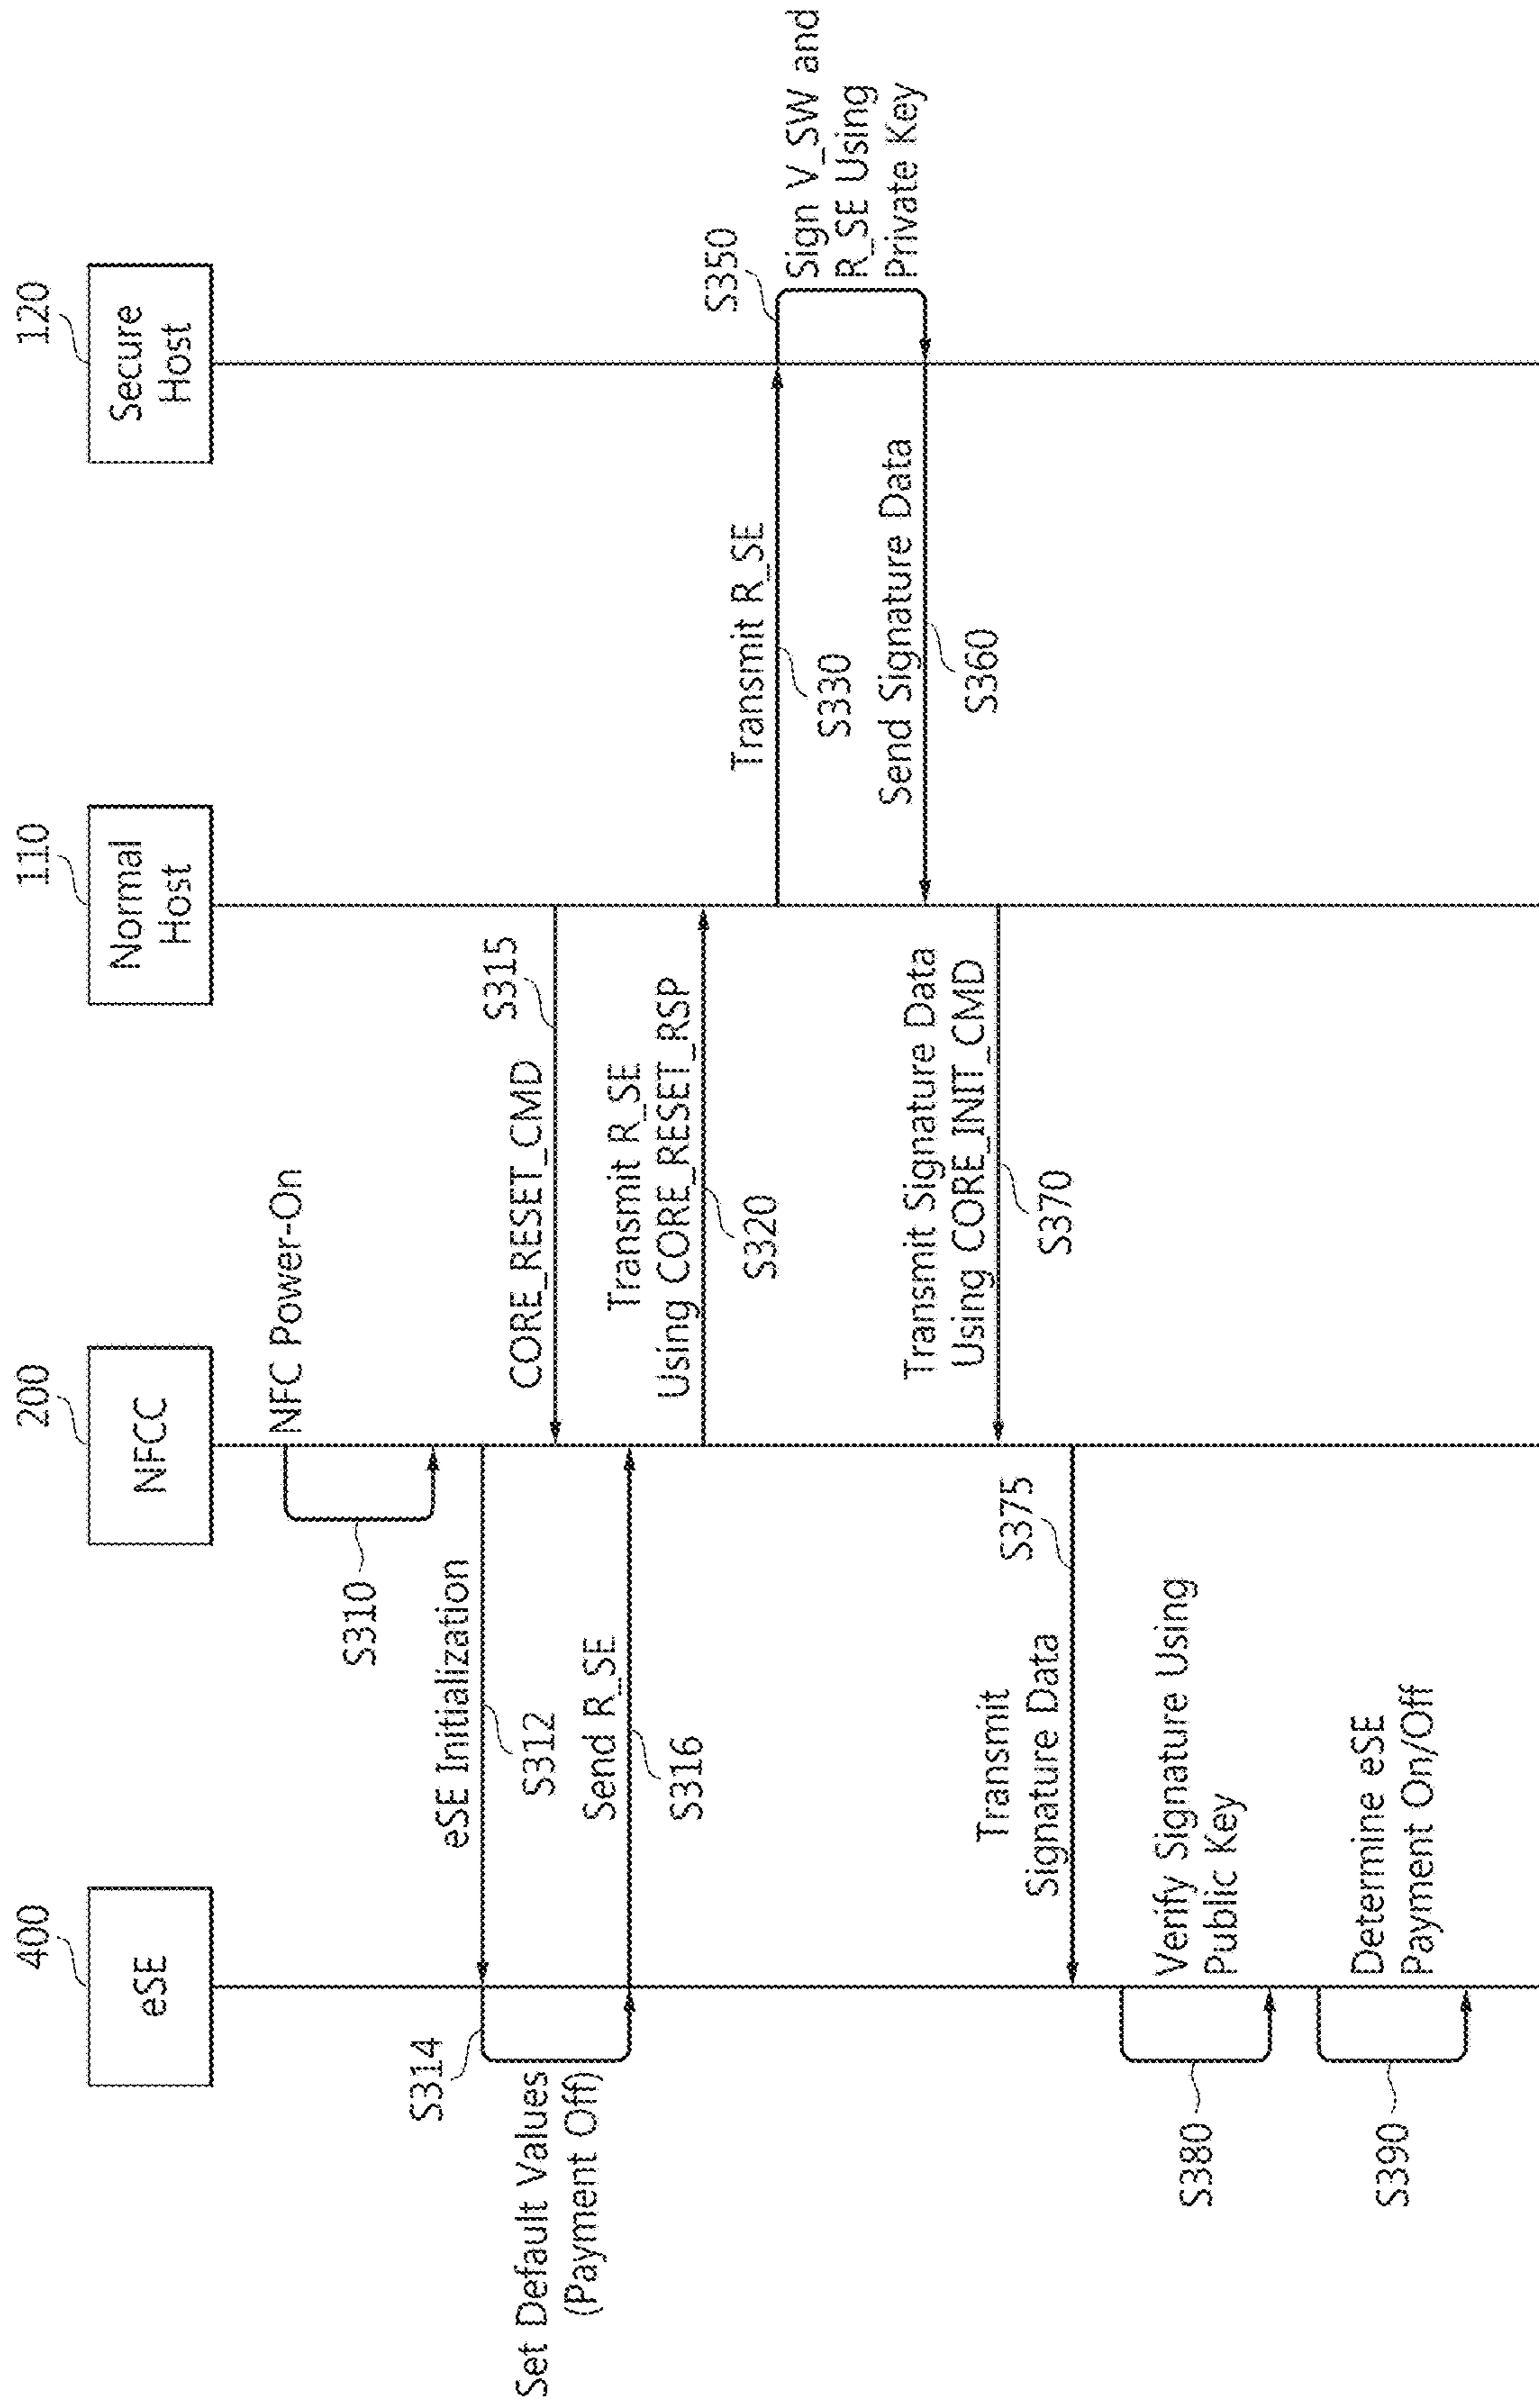 400
eSE
200
NFCC
110
Normal
Host
120
Secure
Host
NFC Power-On
S310
eSE Initialization
S312
S314
Set Default Values
(Payment Off)
S315
CORE_RESET_CMD
Send R_SE
S316
Transmit R_SE
Using CORE_RESET_RSP
S320
Transmit R_SE
S330
S350
Sign V_SW and
R_SE Using
Private Key
Send Signature Data
S360
Transmit Signature Data
Using CORE_INIT_CMD
S370
S375
Transmit
Signature Data
Verify Signature Using
Public Key
S380
Determine eSE
Payment On/Off
S390